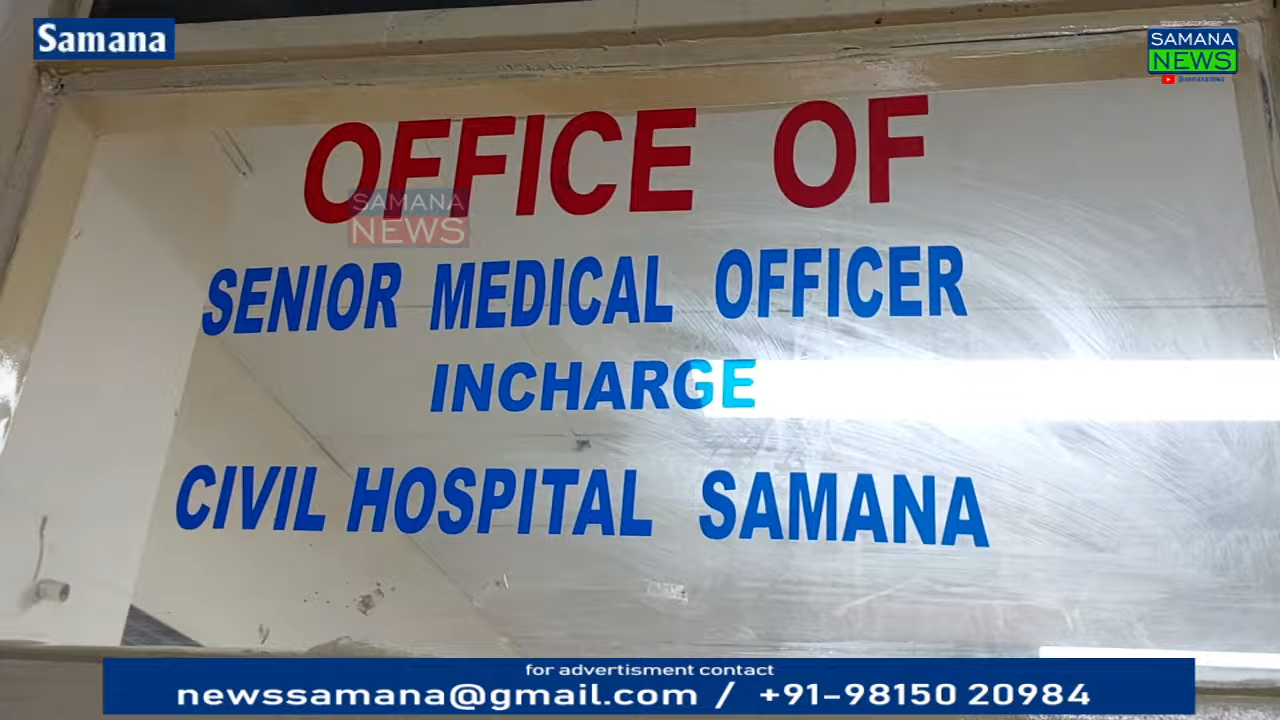 Samana
SAMANA
NEWS
OFFICE OF
SAMANA
NEWS
SENIOR MEDICAL OFFICER
INCHARGE
CIVIL HOSPITAL SAMANA
for advertisment contact
newssamana@gmail.com / +91-98150 20984